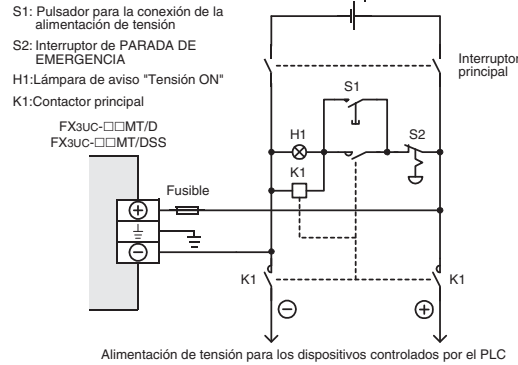 S1: Pulsador para la conexión de la
alimentación de tensión
S2: Interruptor de PARADA DE
EMERGENCIA
H1:Lámpara de aviso "Tensión ON"
K1:Contactor principal
FX3UC-□□MT/D
FX3UC-□□MT/DSS
Interruptor
principal
S1
H1
S2
K1
Fusible
K1
K1
Alimentación de tensión para los dispositivos controlados por el PLC